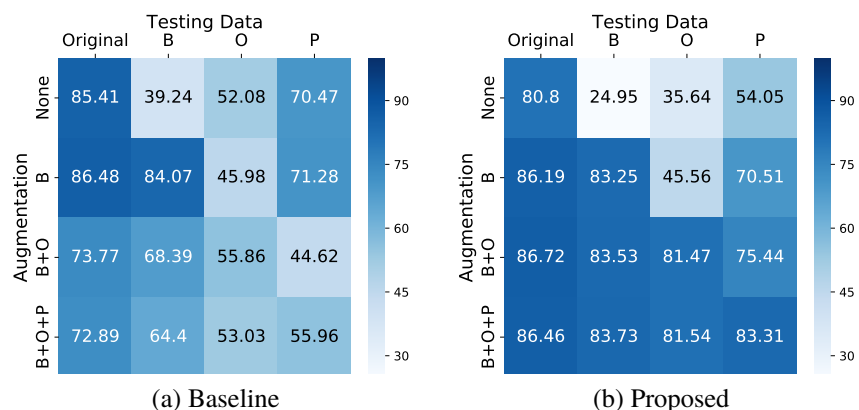 Testing Data
Original B O P
Augmentation
None 85.41 39.24 52.08 70.47
B 86.48 84.07 45.98 71.28
B+O 73.77 68.39 55.86 44.62
B+O+P 72.89 64.4 53.03 55.96
90
75
60
45
30
(a) Baseline
Testing Data
Original B O P
Augmentation
None 80.8 24.95 35.64 54.05
B 86.19 83.25 45.56 70.51
B+O 86.72 83.53 81.47 75.44
B+O+P 86.46 83.73 81.54 83.31
90
75
60
45
30
(b) Proposed